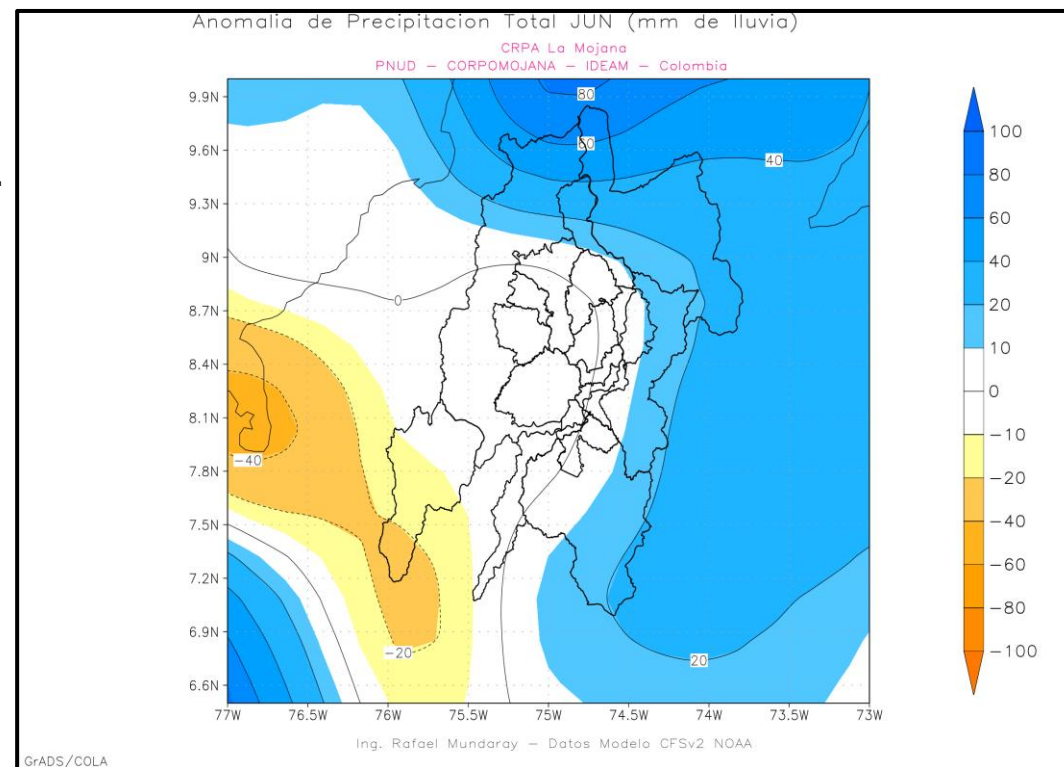 Anomalia de Precipitacion Total JUN (mm de lluvia)
CRPA La Mojana
PNUD – CORPOMOJANA – IDEAM – Colombia
9.9N
9.6N
9.3N
9N
8.7N
8.4N
8.1N
7.8N
7.5N
7.2N
6.9N
6.6N
80
60
40
0
−40
−20
20
77W 76.5W 76W 75.5W 75W 74.5W 74W 73.5W 73W
100
80
60
40
20
10
0
−10
−20
−40
−60
−80
−100
Ing. Rafael Mundaray – Datos Modelo CFSv2 NOAA
GrADS/COLA